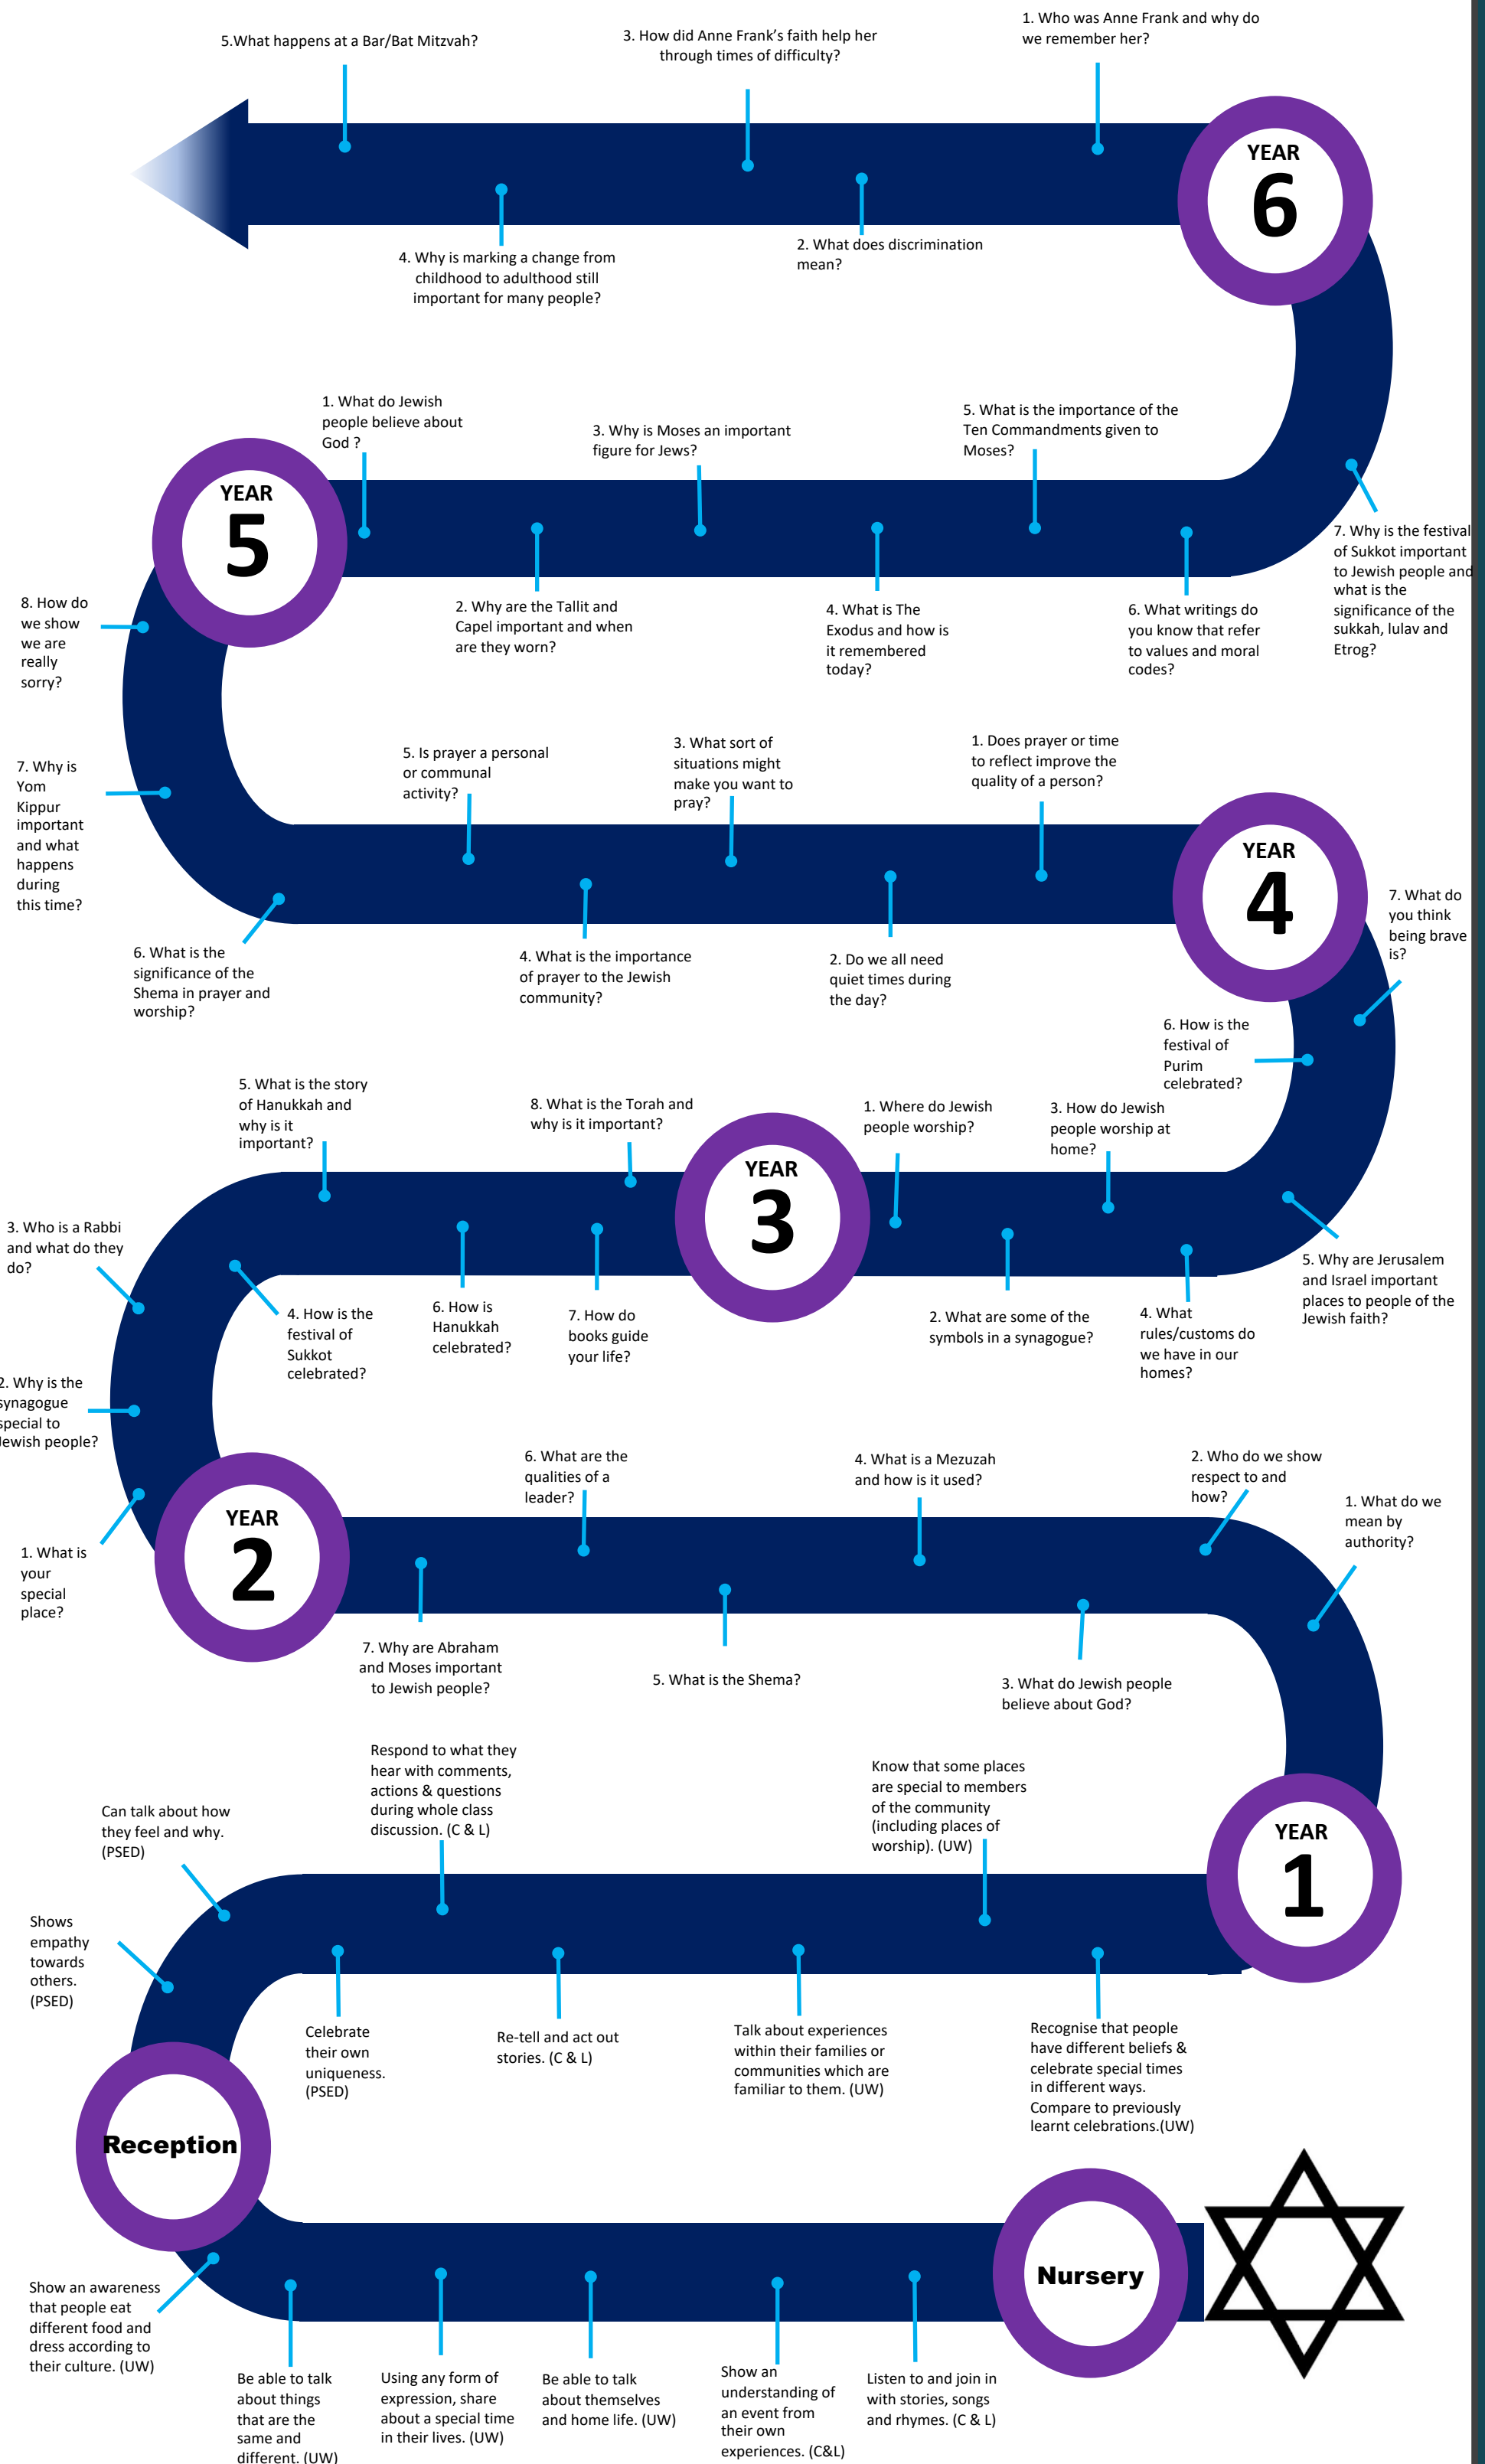 5.What happens at a Bar/Bat Mitzvah?
3. How did Anne Frank's faith help her
through times of difficulty?
1. Who was Anne Frank and why do
we remember her?
YEAR
6
4. Why is marking a change from
childhood to adulthood still
important for many people?
2. What does discrimination
mean?
1. What do Jewish
people believe about
God ?
3. Why is Moses an important
figure for Jews?
5. What is the importance of the
Ten Commandments given to
Moses?
YEAR
5
7. Why is the festival
of Sukkot important
to Jewish people and
what is the
significance of the
sukkah, lulav and
Etrog?
2. Why are the Tallit and
Capel important and when
are they worn?
4. What is The
Exodus and how is
it remembered
today?
6. What writings do
you know that refer
to values and moral
codes?
8. How do
we show
we are
really
sorry?
7. Why is
Yom
Kippur
important
and what
happens
during
this time?
5. Is prayer a personal
or communal
activity?
3. What sort of
situations might
make you want to
pray?
1. Does prayer or time
to reflect improve the
quality of a person?
YEAR
4
6. What is the
significance of the
Shema in prayer and
worship?
4. What is the importance
of prayer to the Jewish
community?
2. Do we all need
quiet times during
the day?
7. What do
you think
being brave
is?
6. How is the
festival of
Purim
celebrated?
5. What is the story
of Hanukkah and
why is it
important?
8. What is the Torah and
why is it important?
YEAR
3
1. Where do Jewish
people worship?
3. How do Jewish
people worship at
home?
3. Who is a Rabbi
and what do they
do?
4. How is the
festival of
Sukkot
celebrated?
6. How is
Hanukkah
celebrated?
7. How do
books guide
your life?
2. What are some of the
symbols in a synagogue?
4. What
rules/customs do
we have in our
homes?
5. Why are Jerusalem
and Israel important
places to people of the
Jewish faith?
2. Why is the
synagogue
special to
Jewish people?
1. What is
your
special
place?
YEAR
2
6. What are the
qualities of a
leader?
4. What is a Mezuzah
and how is it used?
2. Who do we show
respect to and
how?
1. What do we
mean by
authority?
7. Why are Abraham
and Moses important
to Jewish people?
5. What is the Shema?
3. What do Jewish people
believe about God?
YEAR
1
Can talk about how
they feel and why.
(PSED)
Respond to what they
hear with comments,
actions & questions
during whole class
discussion. (C & L)
Know that some places
are special to members
of the community
(including places of
worship). (UW)
Shows
empathy
towards
others.
(PSED)
Celebrate
their own
uniqueness.
(PSED)
Re-tell and act out
stories. (C & L)
Talk about experiences
within their families or
communities which are
familiar to them. (UW)
Recognise that people
have different beliefs &
celebrate special times
in different ways.
Compare to previously
learnt celebrations.(UW)
Reception
Nursery
Show an awareness
that people eat
different food and
dress according to
their culture. (UW)
Be able to talk
about things
that are the
same and
different. (UW)
Using any form of
expression, share
about a special time
in their lives. (UW)
Be able to talk
about themselves
and home life. (UW)
Show an
understanding of
an event from
their own
experiences. (C&L)
Listen to and join in
with stories, songs
and rhymes. (C & L)